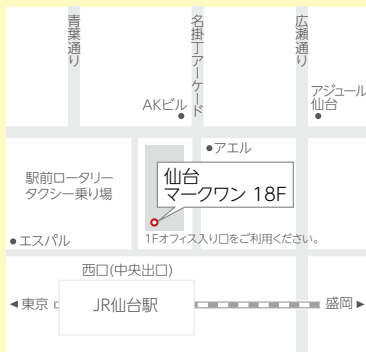 青葉通り
名掛丁アーケード
広瀬通り
AKビル
アジュール
仙台
アエル
駅前ロータリー
タクシー乗り場
仙台
マークワン 18F
エスパル
1Fオフィス入り口をご利用ください。
西口(中央出口)
東京
JR仙台駅
盛岡